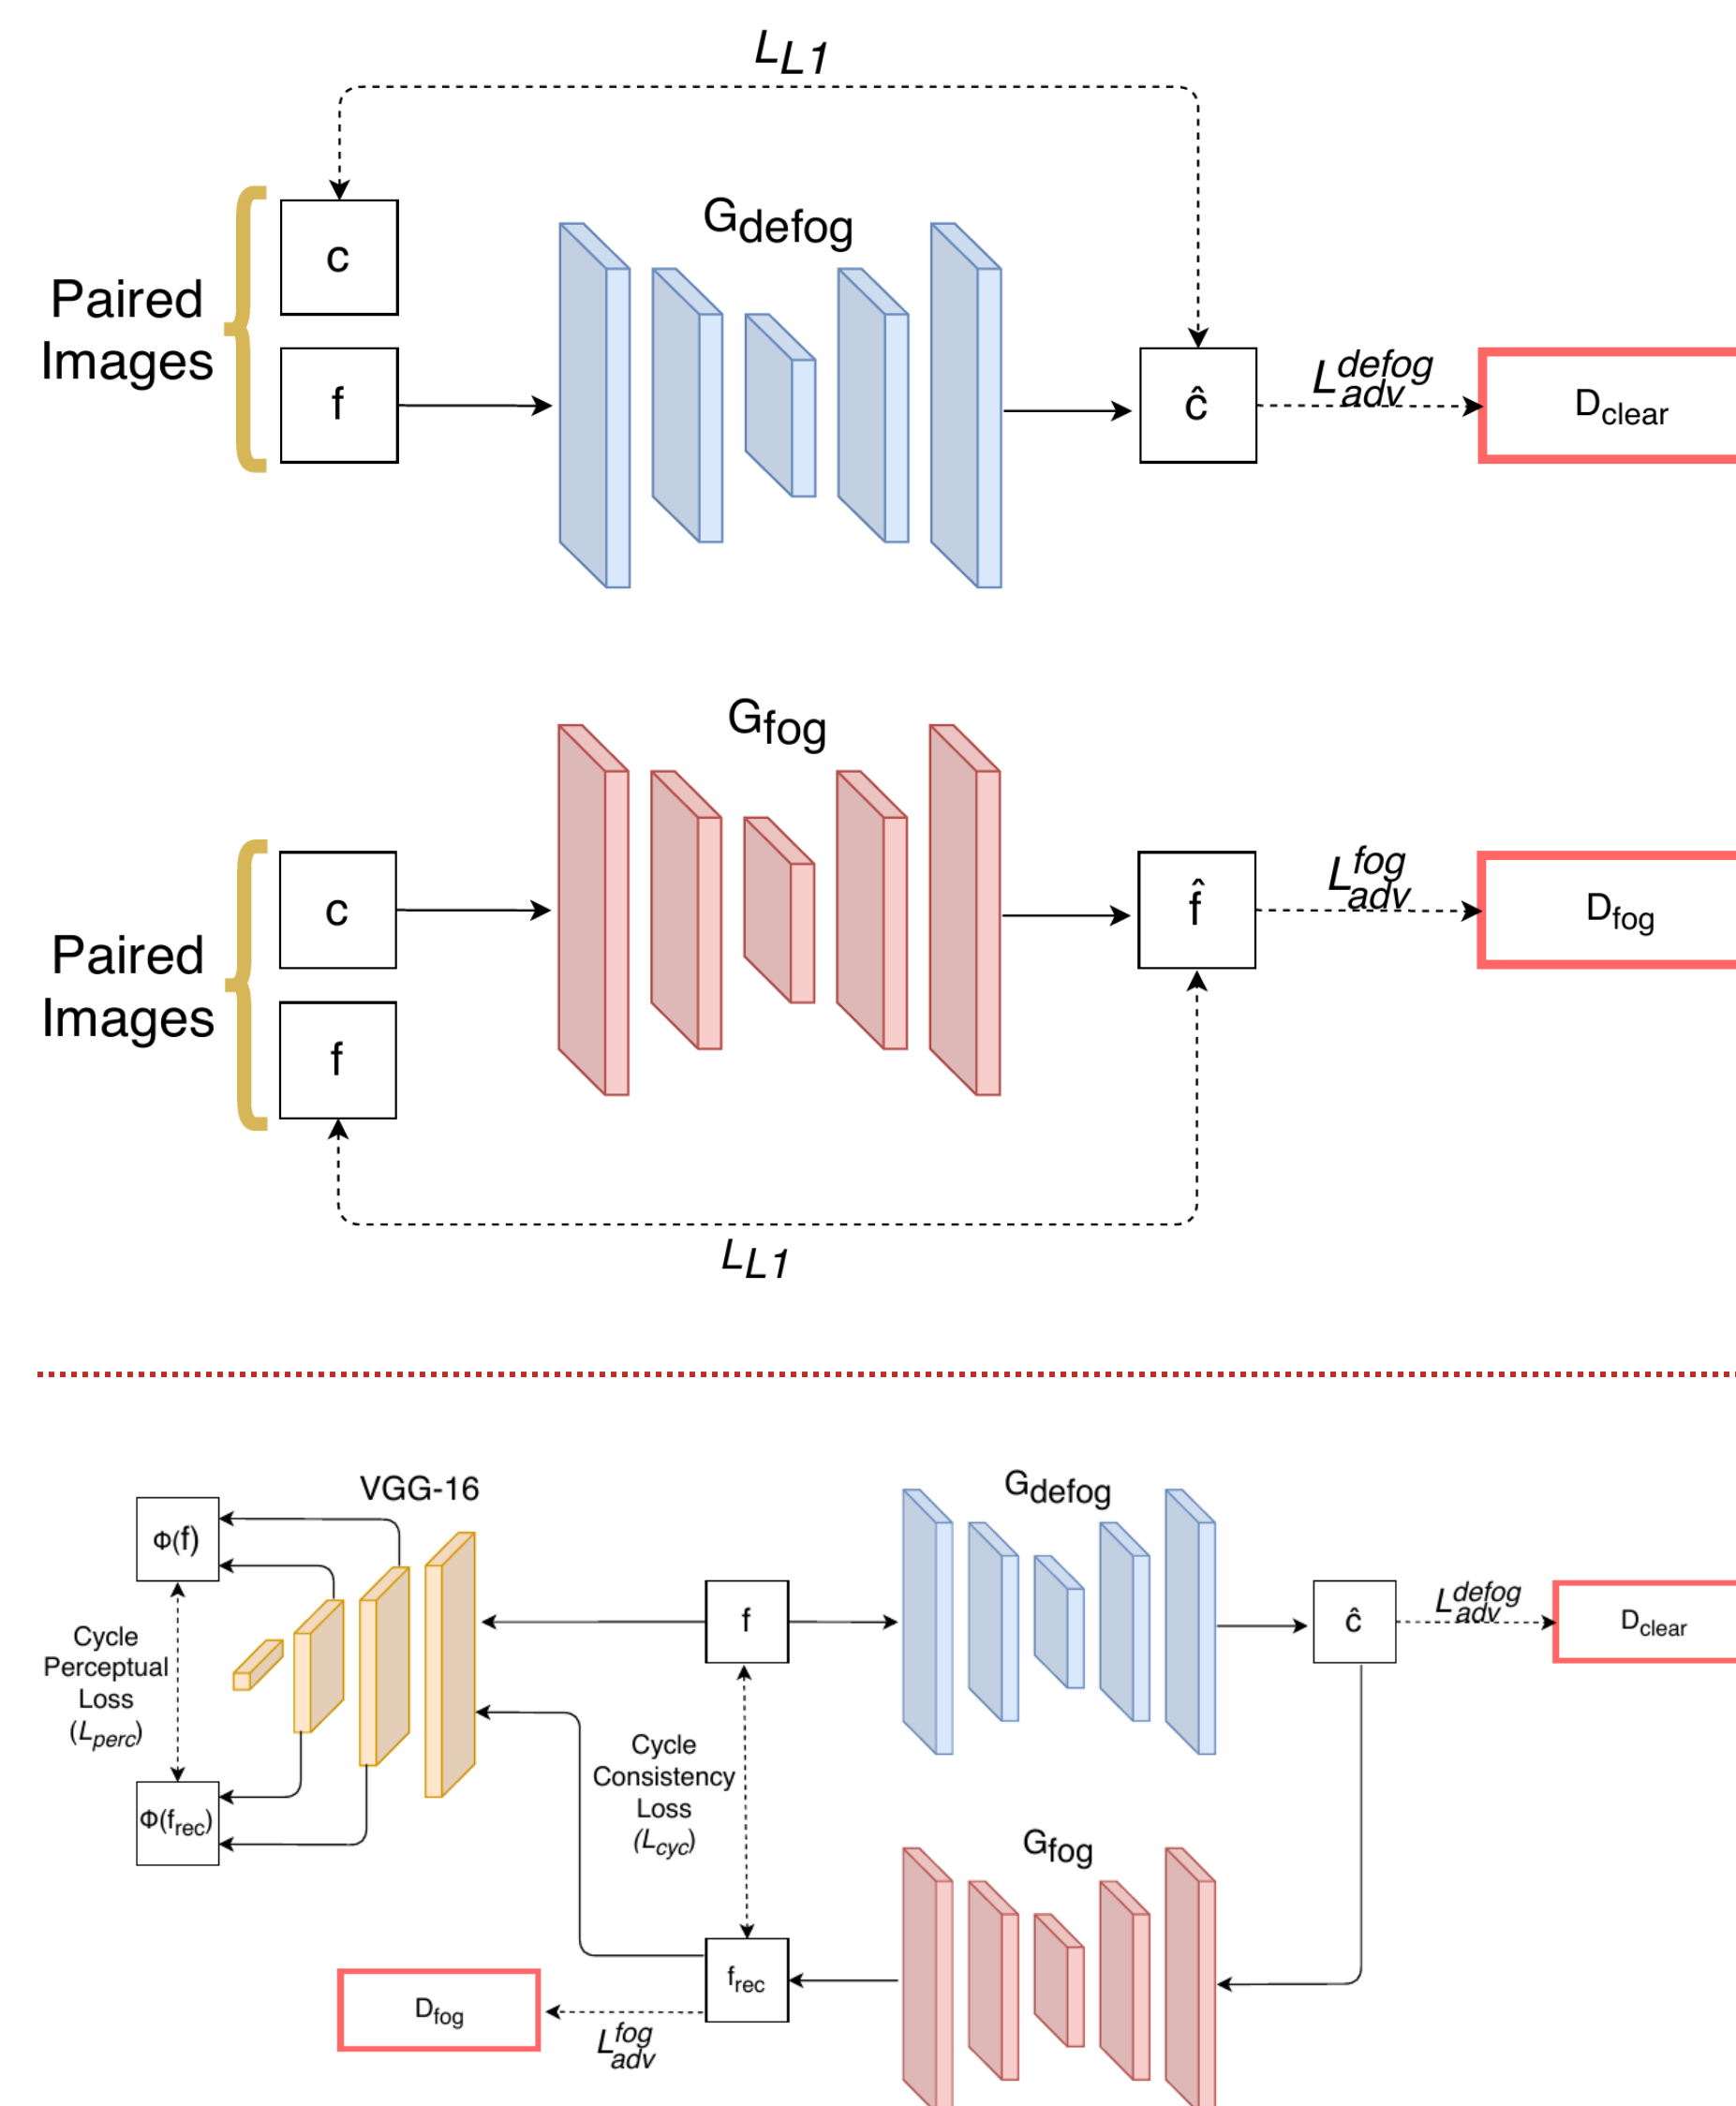 L_L1
G_defog
c
Paired
Images
f
ĉ
L_adv^defog
D_clear
G_fog
c
Paired
Images
f
f̂
L_adv^fog
D_fog
L_L1
VGG-16
G_defog
Φ(f)
f
ĉ
L_adv^defog
D_clear
Cycle
Perceptual
Loss
(L_perc)
Cycle
Consistency
Loss
(L_cyc)
Φ(f_rec)
G_fog
f_rec
D_fog
L_adv^fog